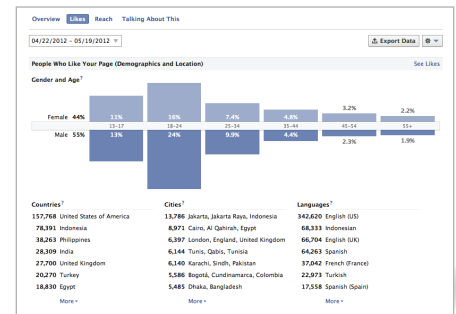 Overview Likes Reach Talking About This
04/22/2012 – 05/19/2012 Export Data
People Who Like Your Page (Demographics and Location) See Likes
Gender and Age?
Female 44% 11% 16% 7.4% 4.8% 3.2% 2.2%
13-17 18-24 25-34 35-44 45-54 55+
Male 55% 13% 24% 9.9% 4.4% 2.3% 1.9%
Countries? Cities? Languages?
157,768 United States of America 13,786 Jakarta, Jakarta Raya, Indonesia 342,620 English (US)
78,391 Indonesia 8,971 Cairo, Al Qahirah, Egypt 68,333 Indonesian
38,263 Philippines 6,397 London, England, United Kingdom 66,704 English (UK)
28,309 India 6,144 Tunis, Qabis, Tunisia 64,263 Spanish
27,700 United Kingdom 6,140 Karachi, Sindh, Pakistan 37,042 French (France)
20,270 Turkey 5,586 Bogotá, Cundinamarca, Colombia 22,973 Turkish
18,830 Egypt 5,485 Dhaka, Bangladesh 17,558 Spanish (Spain)
More More More